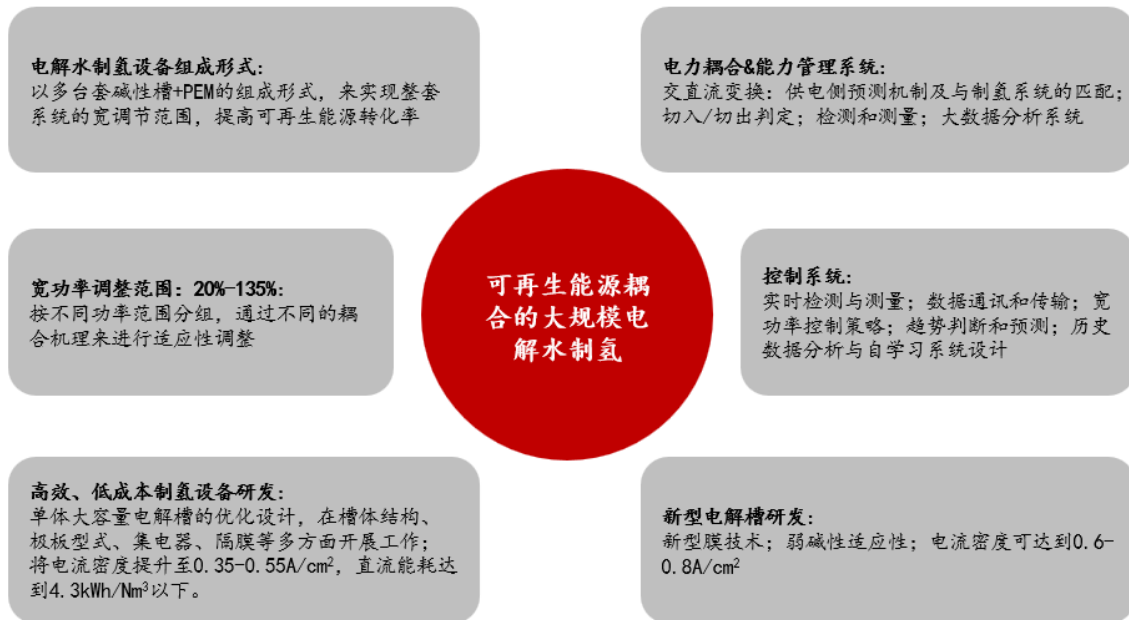 电解水制氢设备组成形式:
以多台套碱性槽+PEM的组成形式，来实现整套
系统的宽调节范围，提高可再生能源转化率
电力耦合&能力管理系统:
交直流变换：供电侧预测机制及与制氢系统的匹配；
切入/切出判定；检测和测量；大数据分析系统
宽功率调整范围：20%-135%:
按不同功率范围分组，通过不同的耦
合机理来进行适应性调整
可再生能源耦
合的大规模电
解水制氢
控制系统:
实时检测与测量；数据通讯和传输；宽
功率控制策略；趋势判断和预测；历史
数据分析与自学习系统设计
高效、低成本制氢设备研发:
单体大容量电解槽的优化设计，在槽体结构、
极板型式、集电器、隔膜等多方面开展工作；
将电流密度提升至0.35-0.55A/cm²，直流能耗达
到4.3kWh/Nm³以下。
新型电解槽研发:
新型膜技术；弱碱性适应性；电流密度可达到0.6-
0.8A/cm²